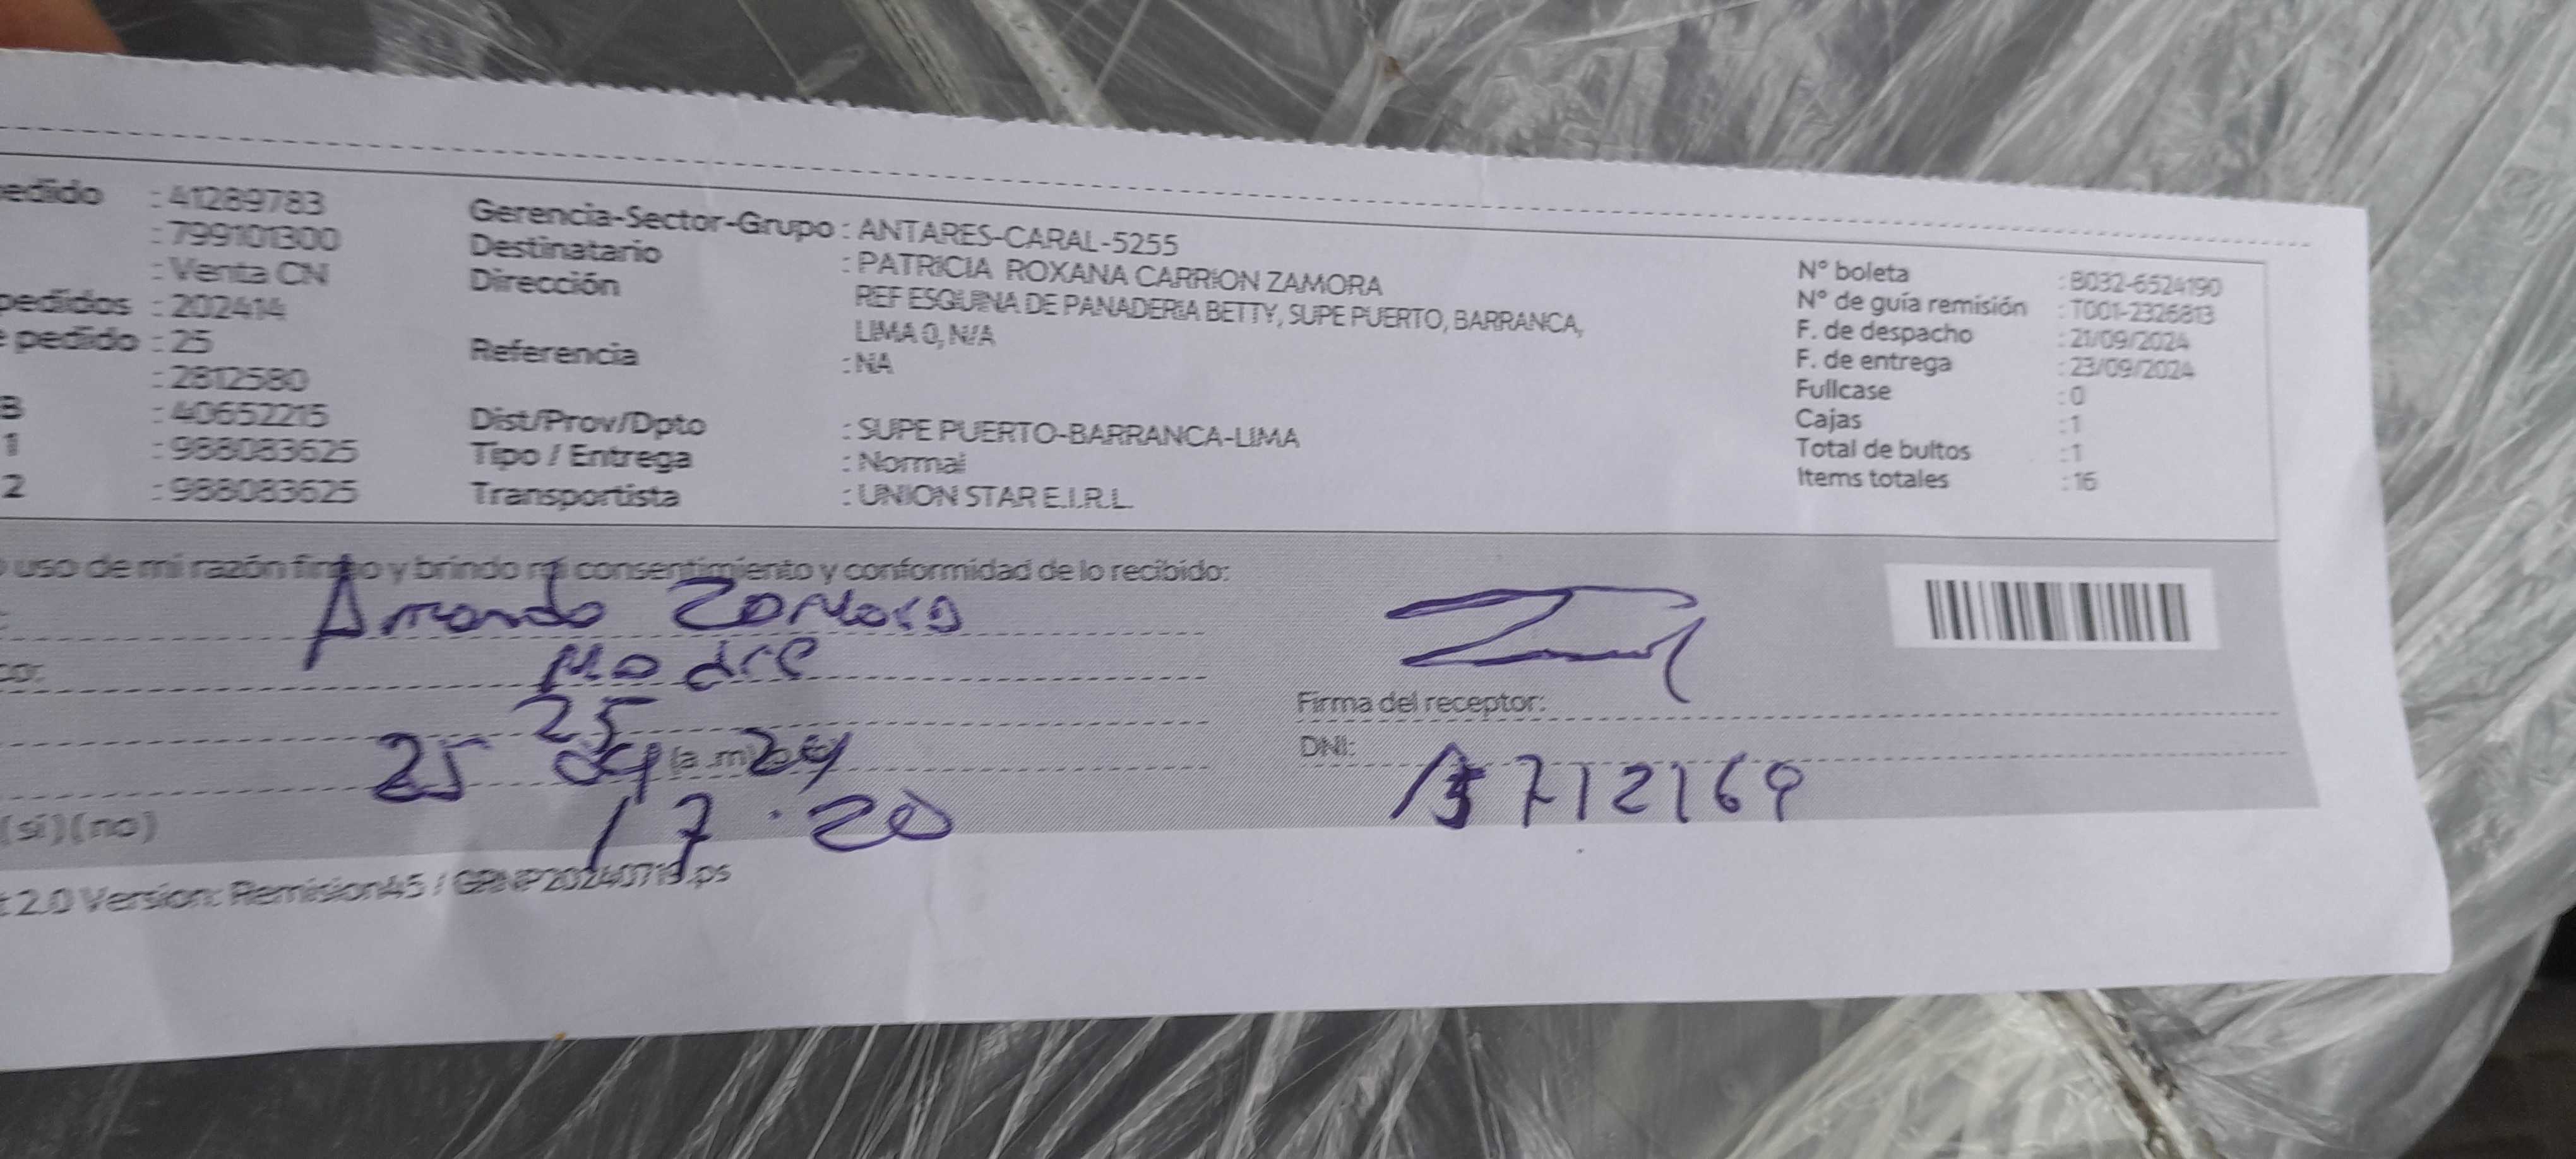 edido : 41289783
: 799101300
: Venta CN
pedidos : 202414
e pedido : 25
: 2812580
B : 40652215
1 : 988083625
2 : 988083625
Gerencia-Sector-Grupo : ANTARES-CARAL-5255
Destinatario : PATRICIA ROXANA CARRION ZAMORA
Dirección REF ESQUINA DE PANADERIA BETTY, SUPE PUERTO, BARRANCA,
LIMA 0, N/A
Referencia : NA
Dist/Prov/Dpto : SUPE PUERTO-BARRANCA-LIMA
Tipo / Entrega : Normal
Transportista : UNION STAR E.I.R.L.
N° boleta : B032-6524190
N° de guía remisión : T001-2326813
F. de despacho : 21/09/2024
F. de entrega : 23/09/2024
Fullcase : 0
Cajas : 1
Total de bultos : 1
Items totales : 16
uso de mi razón firmo y brindo mi consentimiento y conformidad de lo recibido:
Zamora
Madre
25
25 09 (a.m) 24
17.20
(si) (no)
Firma del receptor:
DNI:
t 2.0 Version: Remision45 / GRNP20240719.ps